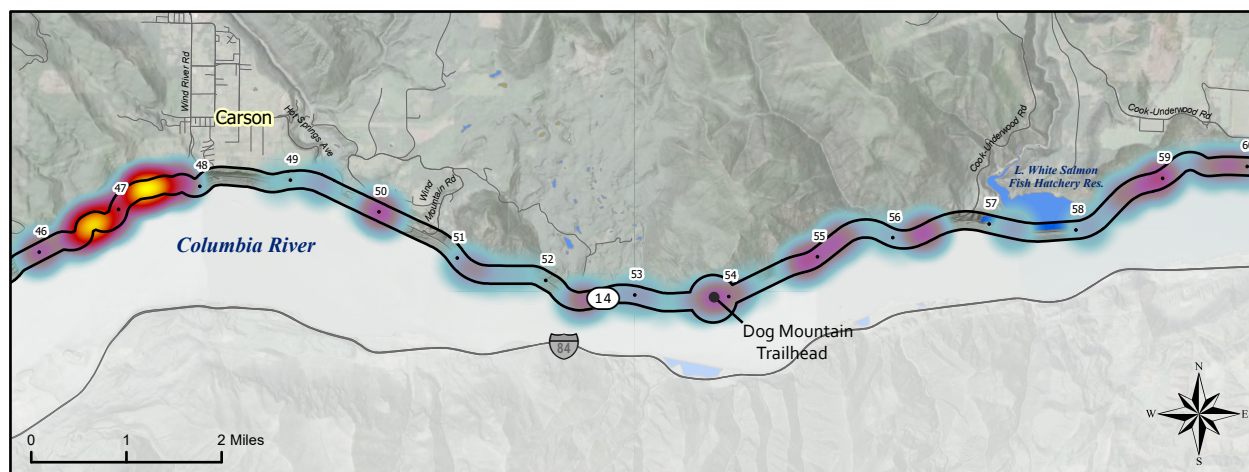 Wind River Rd
Carson
Hot Springs Ave
Wind
Mountain Rd
Cook-Underwood Rd
Cook-Underwood Rd
L. White Salmon
Fish Hatchery Res.
46
47
48
49
50
51
52
53
54
55
56
57
58
59
60
Columbia River
14
84
Dog Mountain
Trailhead
0 1 2 Miles
N
W E
S